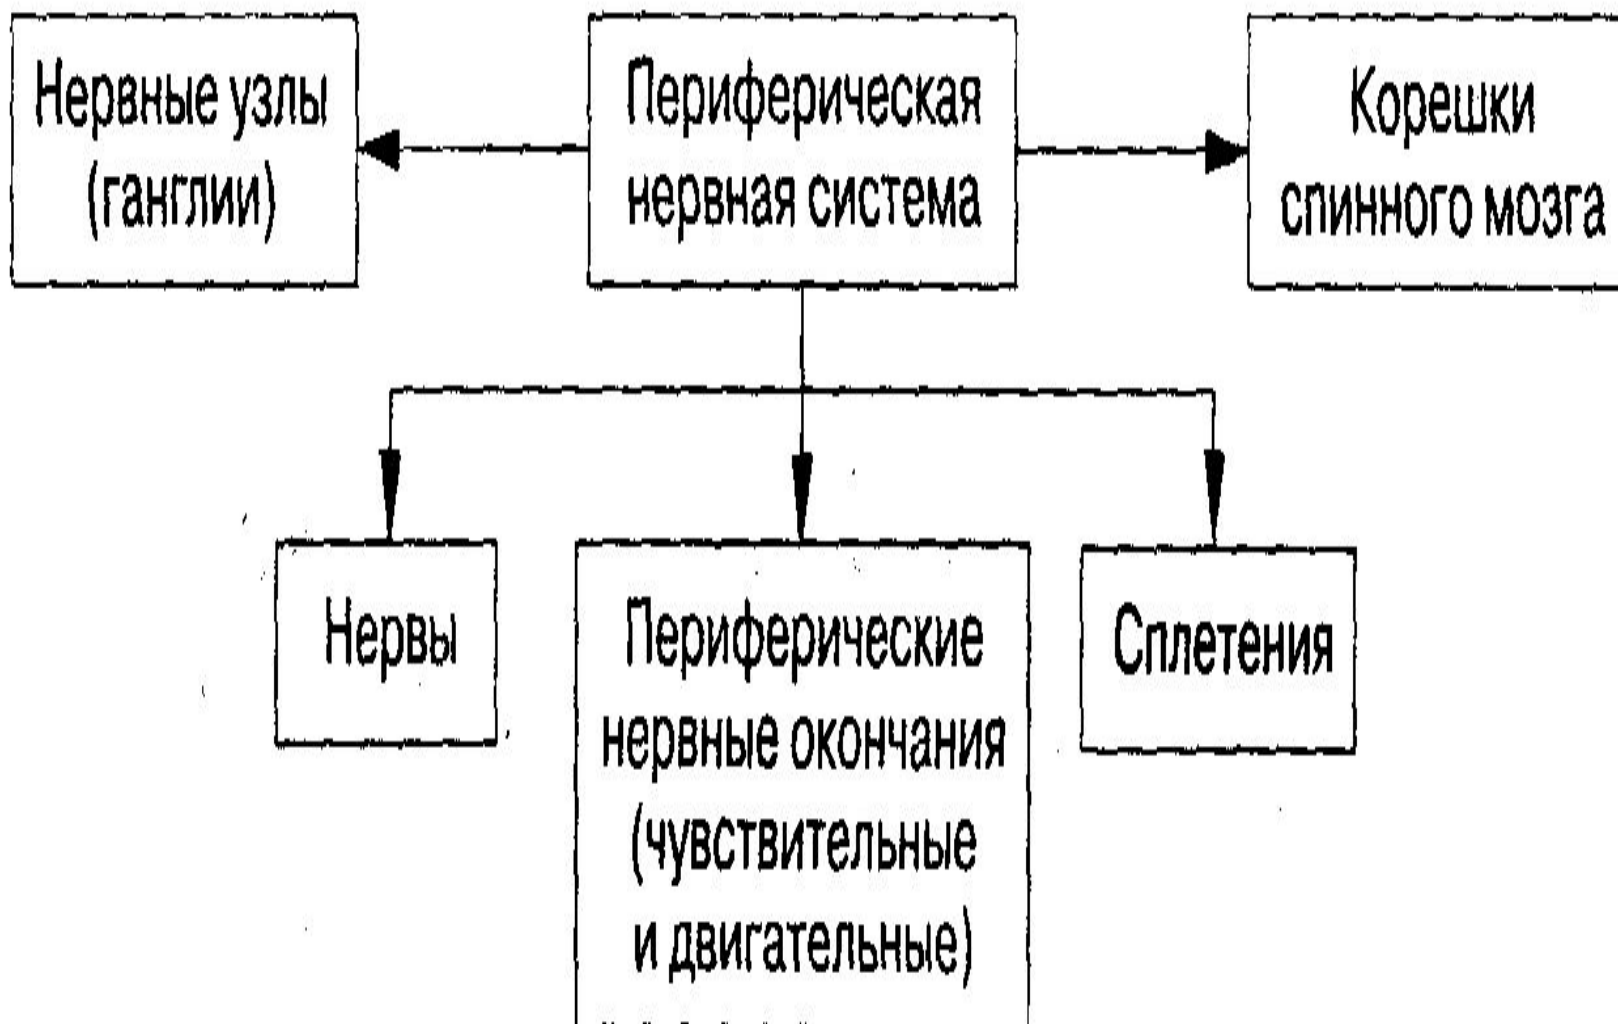 Нервные узлы
(ганглии)
Периферическая
нервная система
Корешки
спинного мозга
Нервы
Периферические
нервные окончания
(чувствительные
и двигательные)
Сплетения